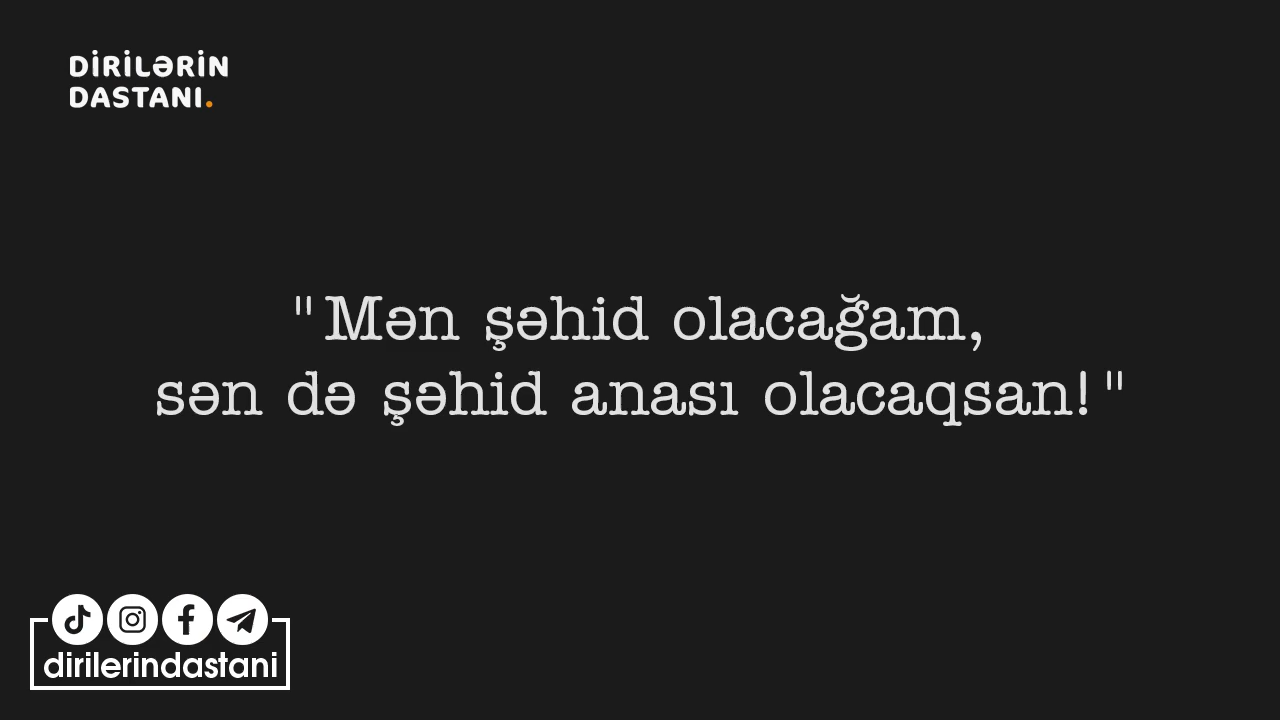 DİRİLƏRİN
DASTANI.
"Mən şəhid olacağam,
sən də şəhid anası olacaqsan!"
dirilerindastani